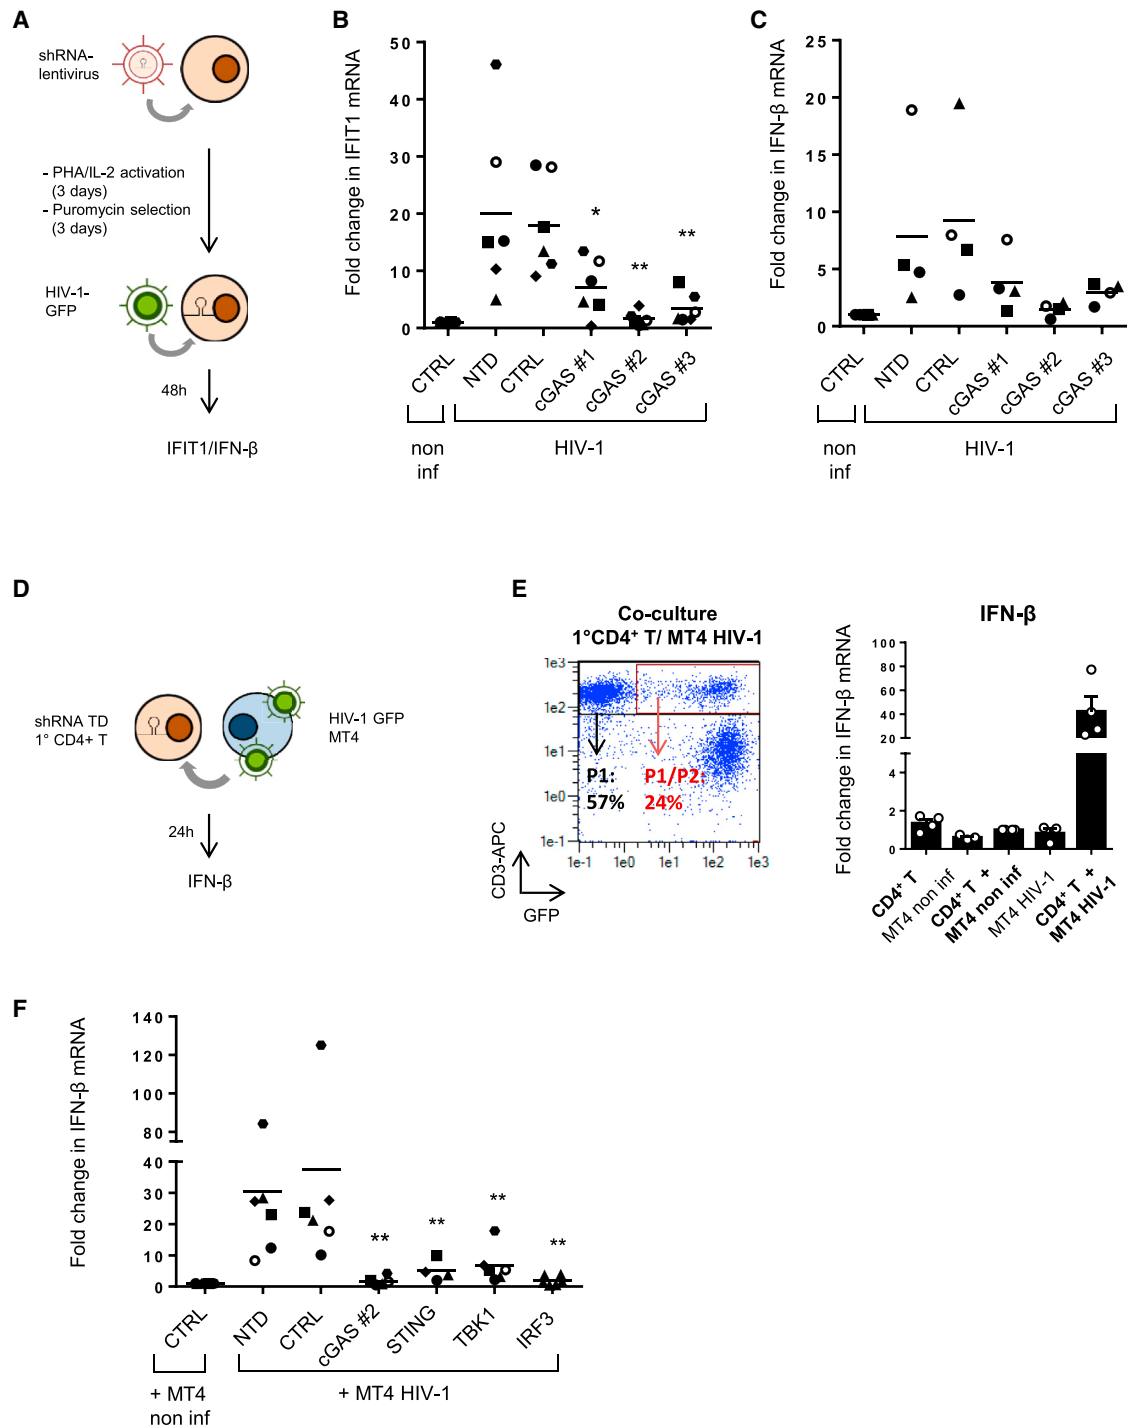 A
shRNA-
lentivirus
- PHA/IL-2 activation
(3 days)
- Puromycin selection
(3 days)
HIV-1-
GFP
48h
IFIT1/IFN-β
B
Fold change in IFIT1 mRNA
50
40
30
20
10
0
*
**
**
CTRL
NTD
CTRL
cGAS #1
cGAS #2
cGAS #3
non
inf
HIV-1
C
Fold change in IFN-β mRNA
25
20
15
10
5
0
CTRL
NTD
CTRL
cGAS #1
cGAS #2
cGAS #3
non
inf
HIV-1
D
shRNA TD
1° CD4+ T
HIV-1 GFP
MT4
24h
IFN-β
E
Co-culture
1°CD4⁺ T/ MT4 HIV-1
1e3
1e2
1e1
1e0
1e-1
P1:
57%
P1/P2:
24%
1e-1 1e0 1e1 1e2 1e3
CD3-APC
GFP
IFN-β
Fold change in IFN-β mRNA
100
80
60
40
20
4
2
0
CD4⁺ T
MT4 non inf
CD4⁺ T +
MT4 non inf
MT4 HIV-1
CD4⁺ T +
MT4 HIV-1
F
Fold change in IFN-β mRNA
140
120
100
80
40
30
20
10
0
**
**
**
**
CTRL
NTD
CTRL
cGAS #2
STING
TBK1
IRF3
+ MT4
non inf
+ MT4 HIV-1